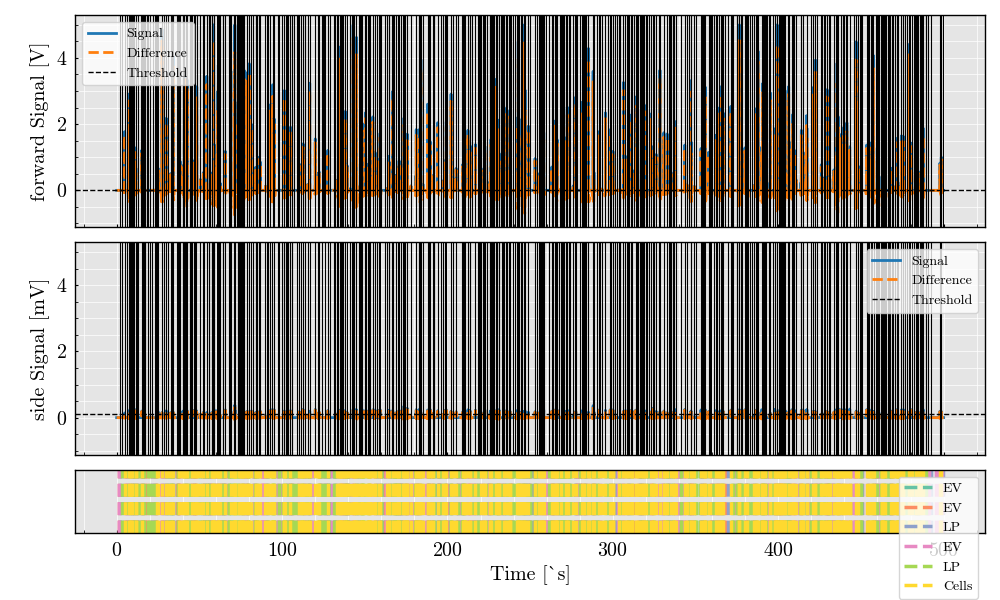 forward Signal [V]
4
2
0
Signal
Difference
Threshold
side Signal [mV]
4
2
0
Signal
Difference
Threshold
0
100
200
300
400
500
Time [`s]
EV
EV
LP
EV
LP
Cells